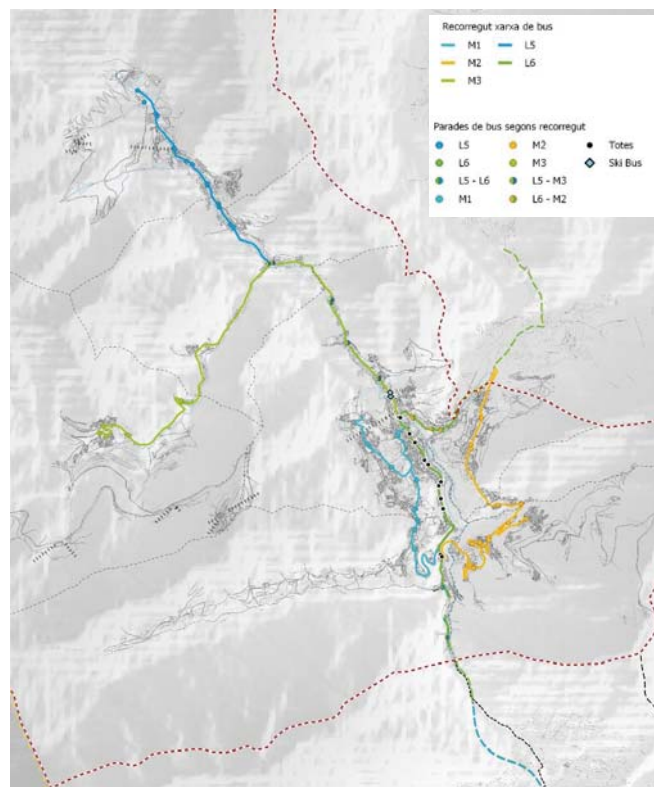 Recorregut xarxa de bus
M1 L5
M2 L6
M3
Parades de bus segons recorregut
L5 M2 Totes
L6 M3 Ski Bus
L5 - L6 L5 - M3
M1 L6 - M2